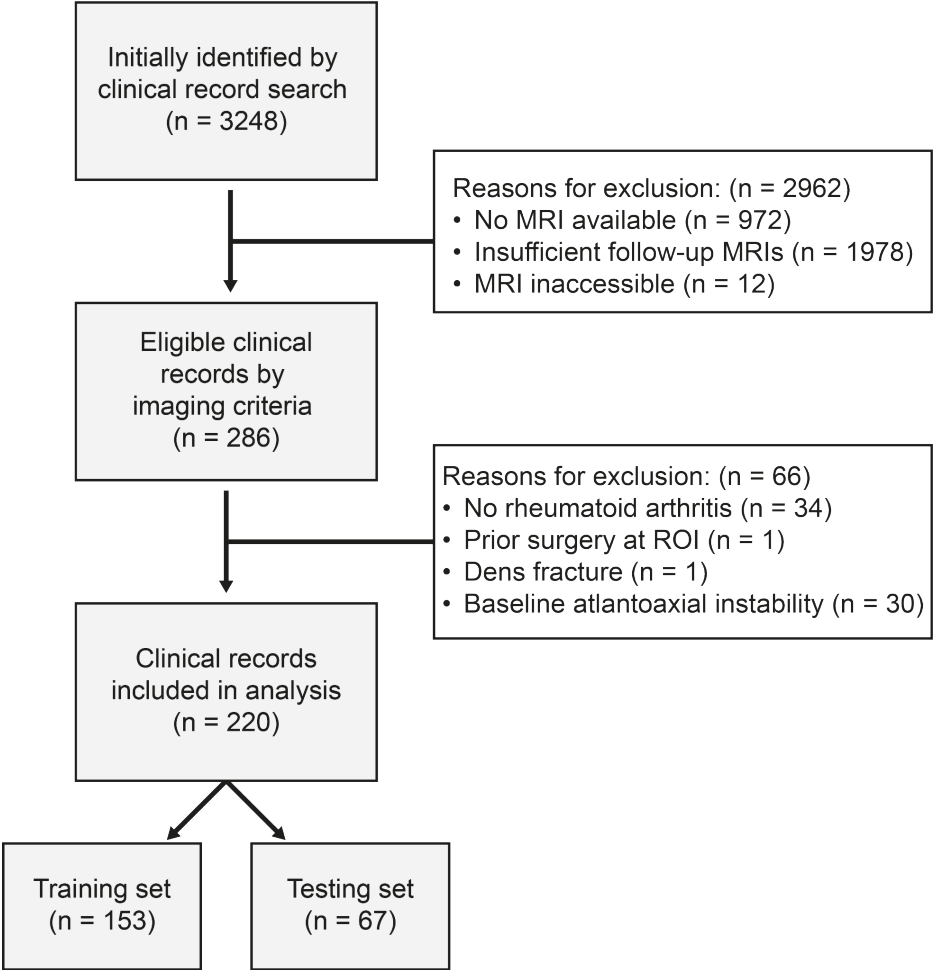 Initially identified by
clinical record search
(n = 3248)
Reasons for exclusion: (n = 2962)
• No MRI available (n = 972)
• Insufficient follow-up MRIs (n = 1978)
• MRI inaccessible (n = 12)
Eligible clinical
records by
imaging criteria
(n = 286)
Reasons for exclusion: (n = 66)
• No rheumatoid arthritis (n = 34)
• Prior surgery at ROI (n = 1)
• Dens fracture (n = 1)
• Baseline atlantoaxial instability (n = 30)
Clinical records
included in analysis
(n = 220)
Training set
(n = 153)
Testing set
(n = 67)